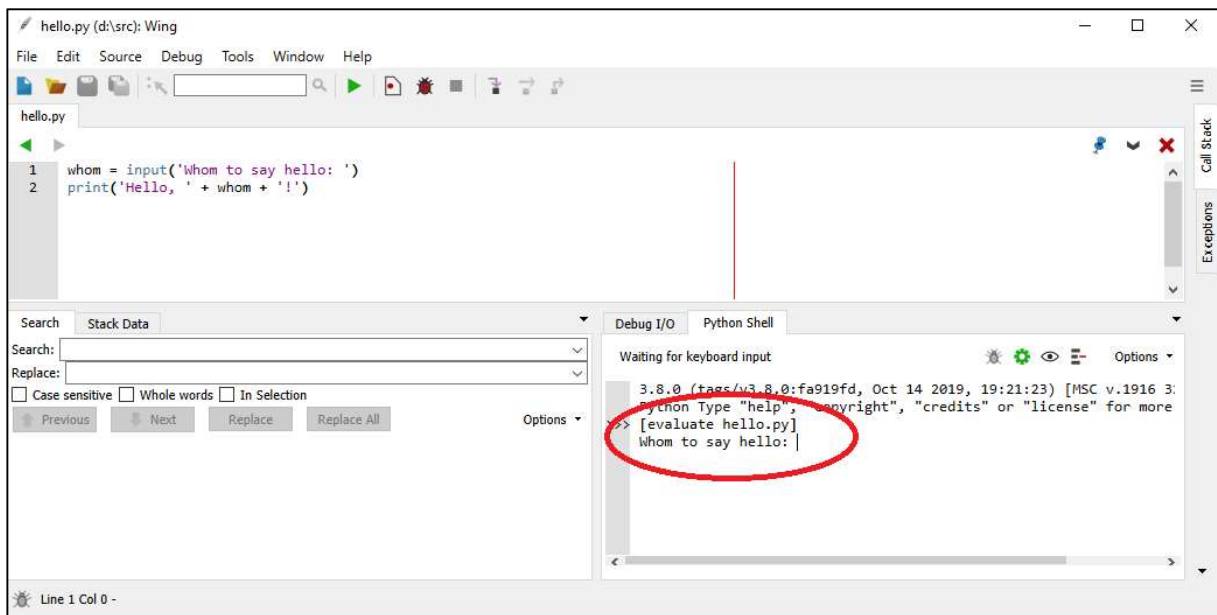 hello.py (d:\src): Wing
File Edit Source Debug Tools Window Help
hello.py
1 whom = input('Whom to say hello: ')
2 print('Hello, ' + whom + '!')
Call Stack
Exceptions
Search Stack Data
Search:
Replace:
Case sensitive Whole words In Selection
Previous Next Replace Replace All Options
Debug I/O Python Shell
Waiting for keyboard input Options
3.8.0 (tags/v3.8.0:fa919fd, Oct 14 2019, 19:21:23) [MSC v.1916 3
Python Type "help", "copyright", "credits" or "license" for more
>> [evaluate hello.py]
Whom to say hello:
Line 1 Col 0 -